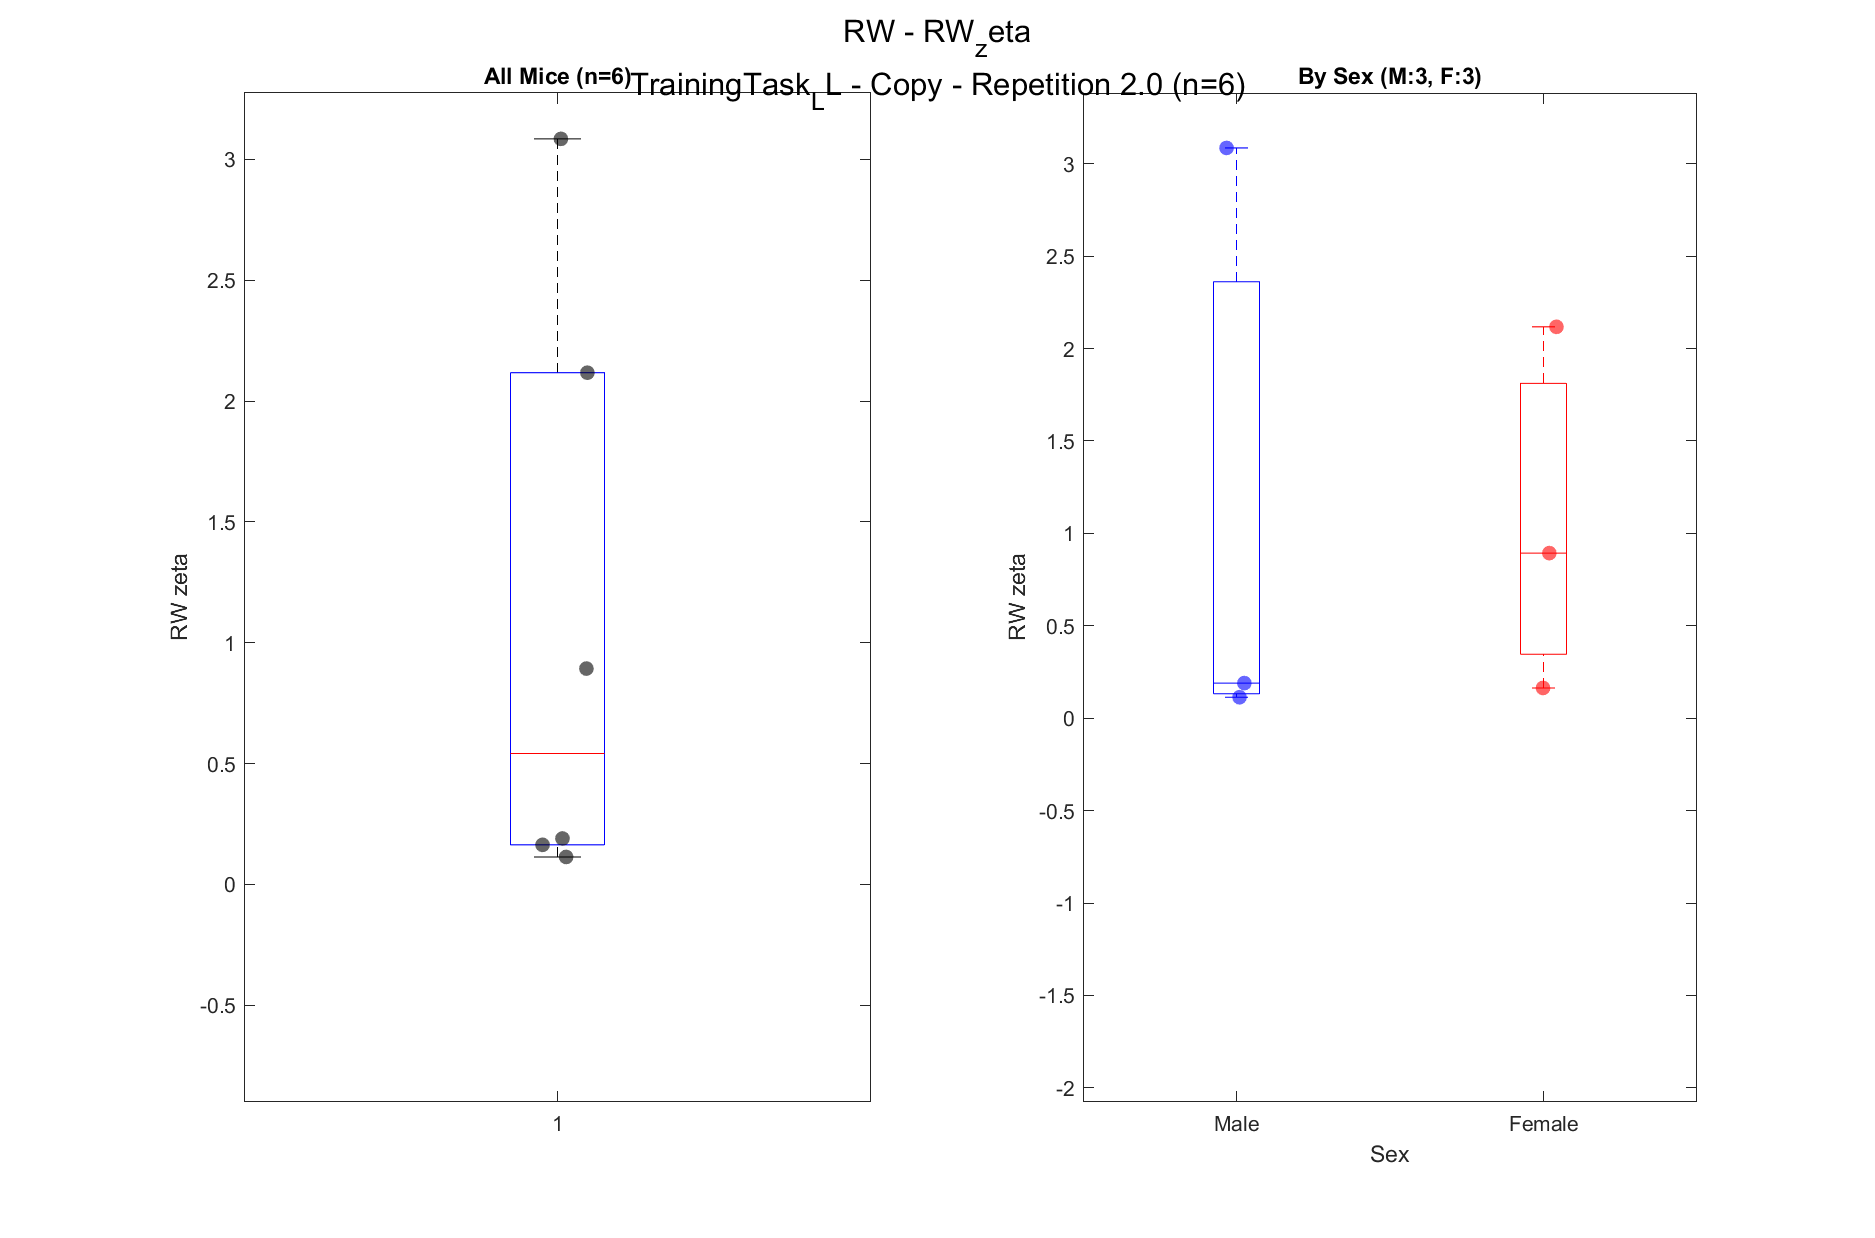 RW - RW_zeta
TrainingTask_LL - Copy - Repetition 2.0 (n=6)
All Mice (n=6)
3
2.5
2
1.5
1
0.5
0
-0.5
RW zeta
1
By Sex (M:3, F:3)
3
2.5
2
1.5
1
0.5
0
-0.5
-1
-1.5
-2
RW zeta
Male
Female
Sex